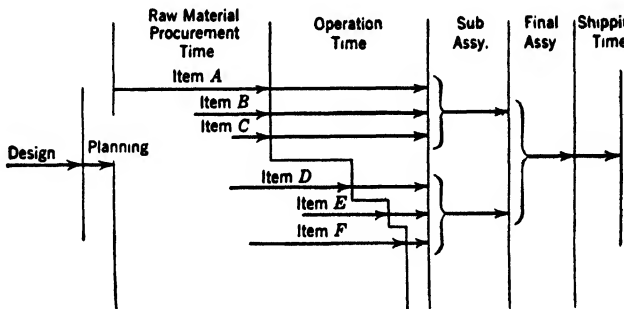 Raw Material
Procurement
Time
Operation
Time
Sub
Assy.
Final
Assy
Shipping
Time
Item A
Item B
Item C
Design
Planning
Item D
Item E
Item F